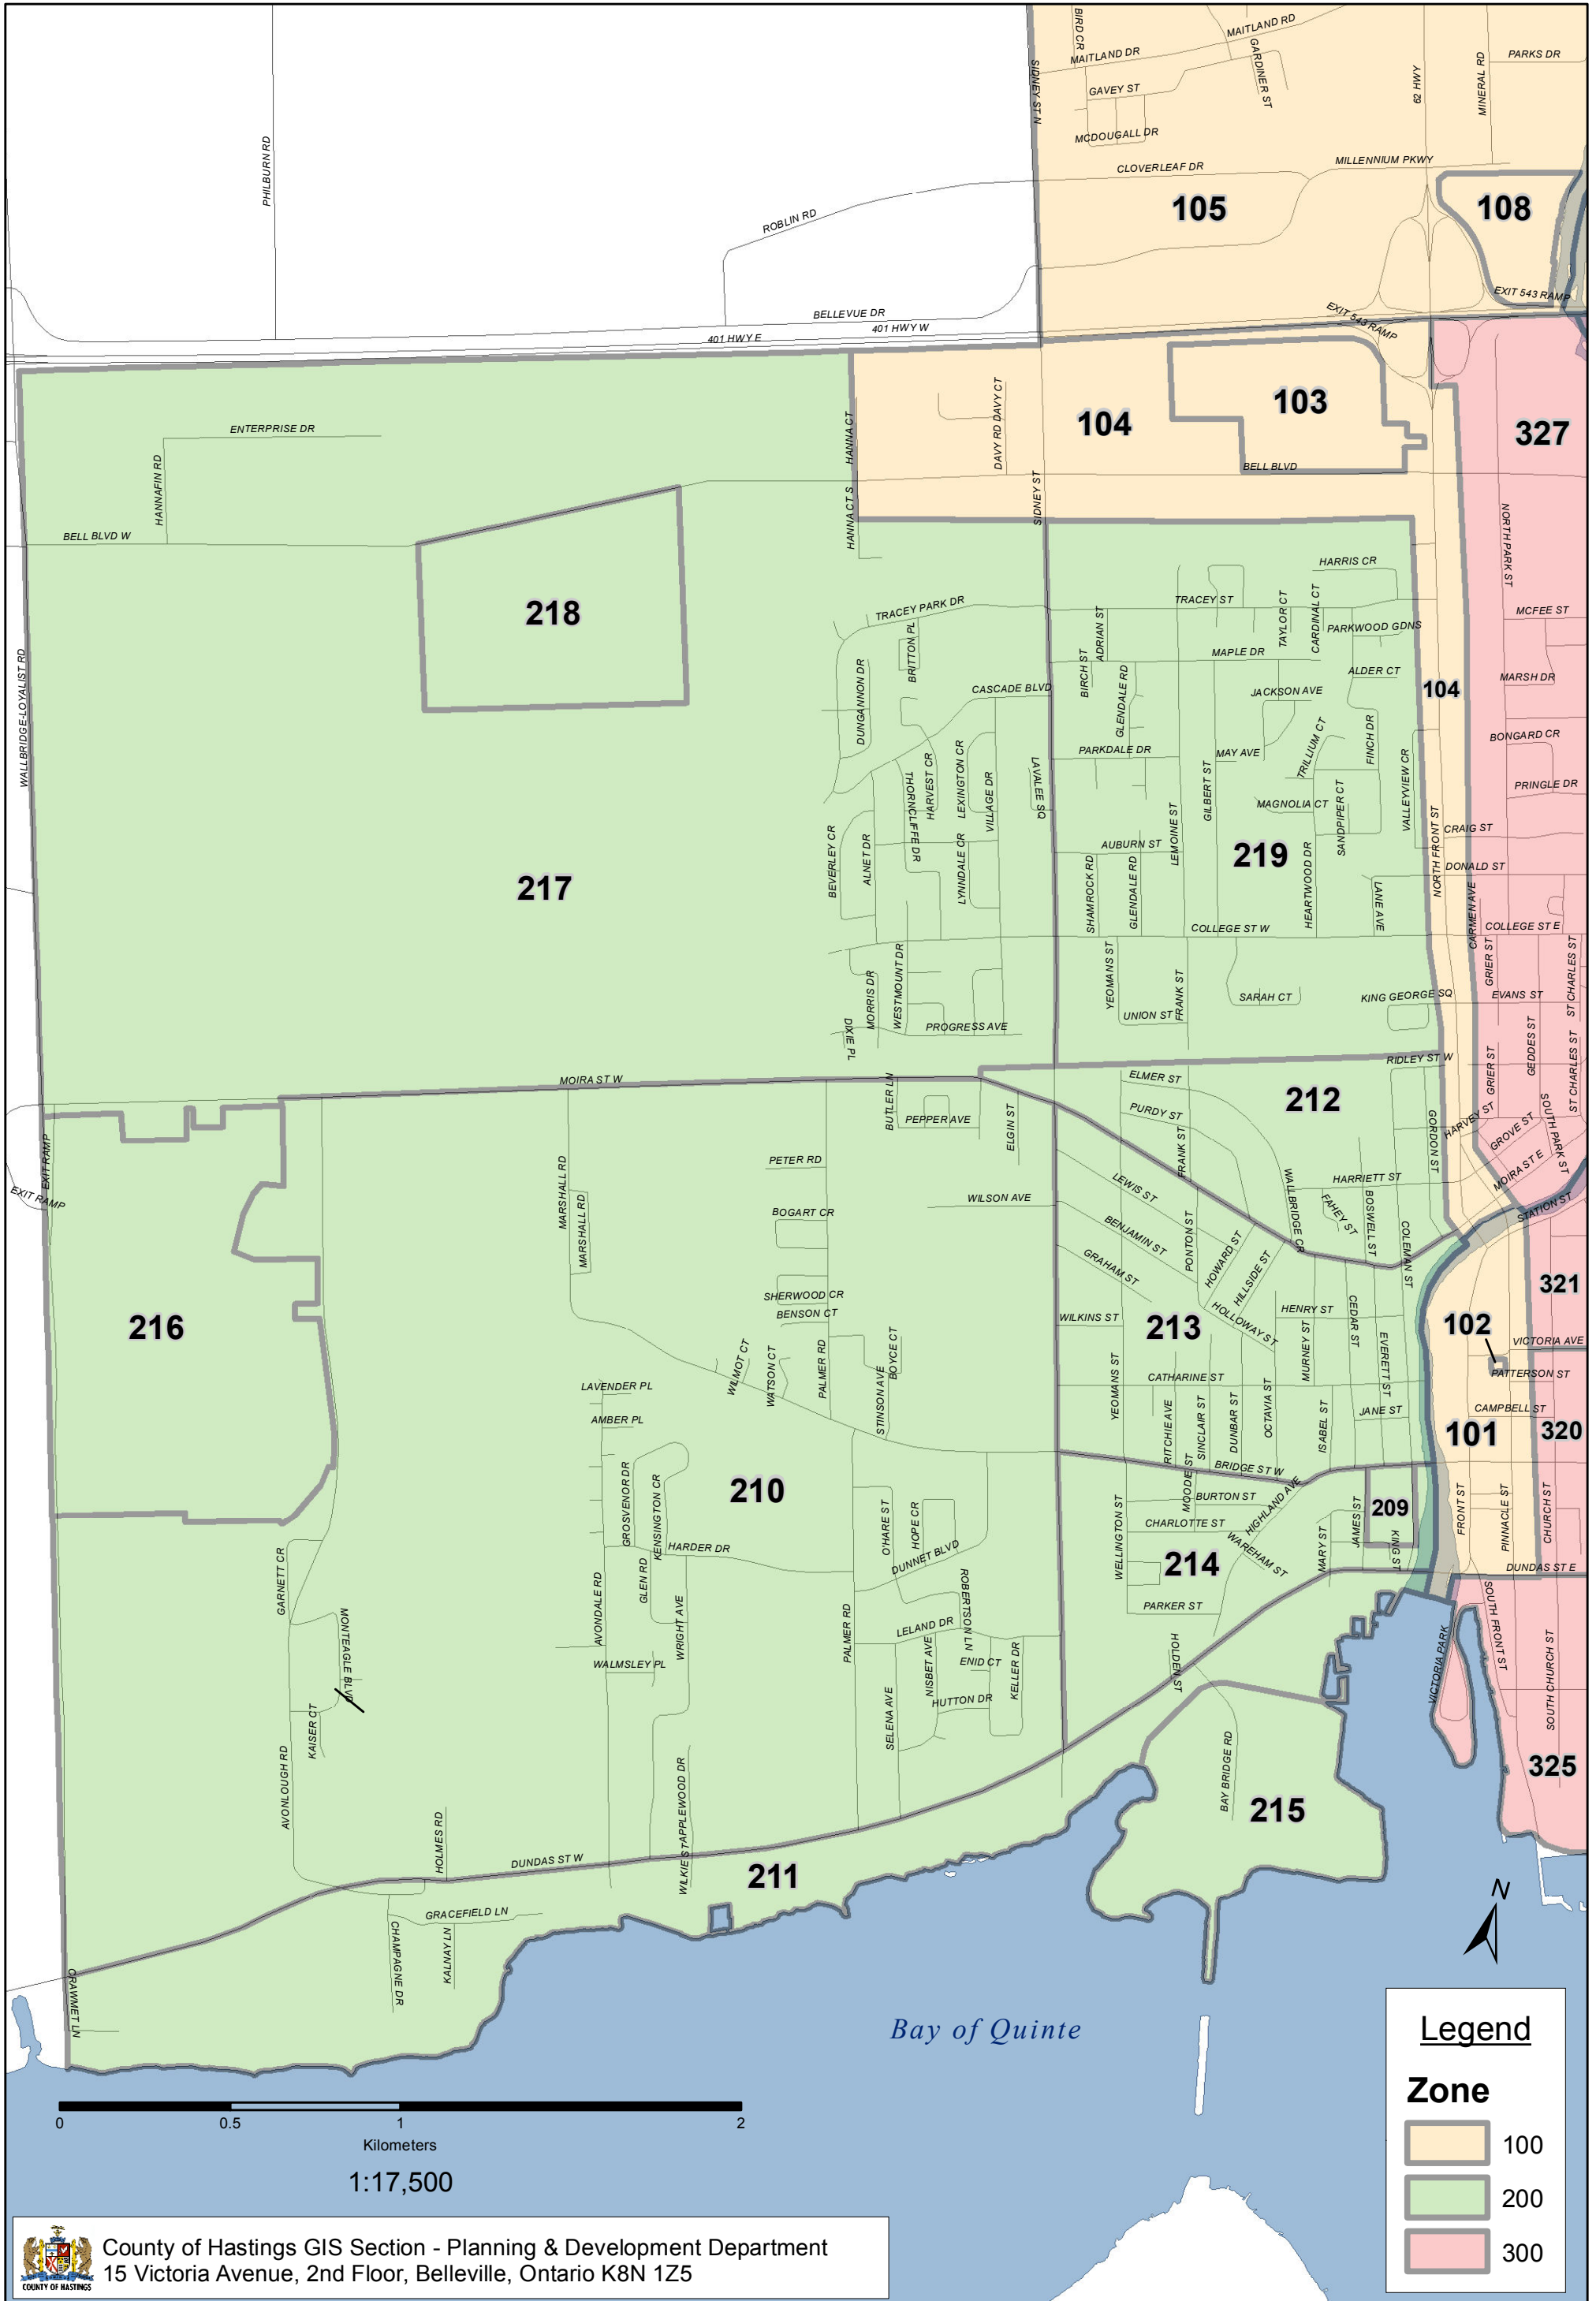 BIRD CR
MAITLAND RD
MAITLAND DR
GARDINER ST
62 HWY
MINERAL RD
PARKS DR
SIDNEY ST N
GAVEY ST
MCDOUGALL DR
PHILBURN RD
CLOVERLEAF DR
MILLENNIUM PKWY
105
108
ROBLIN RD
EXIT 543 RAMP
EXIT 543 RAMP
BELLEVUE DR
401 HWY W
401 HWY E
HANNA CT
DAVY RD DAVY CT
104
103
327
ENTERPRISE DR
HANNAFIN RD
BELL BLVD
SIDNEY ST
HANNA CT S
BELL BLVD W
NORTH PARK ST
218
HARRIS CR
TRACEY PARK DR
TRACEY ST
TAYLOR CT
CARDINAL CT
MCFEE ST
ADRIAN ST
PARKWOOD GDNS
BRITTON PL
MAPLE DR
BIRCH ST
ALDER CT
WALLBRIDGE-LOYALIST RD
DUNGANNON DR
CASCADE BLVD
GLENDALE RD
JACKSON AVE
104
MARSH DR
PARKDALE DR
MAY AVE
TRILLIUM CT
FINCH DR
BONGARD CR
THORNCLIFFE DR
HARVEST CR
LEXINGTON CR
VILLAGE DR
LAVALEE SQ
GILBERT ST
VALLEYVIEW CR
PRINGLE DR
MAGNOLIA CT
SANDPIPER CT
NORTH FRONT ST
CRAIG ST
BEVERLEY CR
ALNET DR
LYNNDALE CR
AUBURN ST
LEMOINE ST
219
DONALD ST
217
SHAMROCK RD
GLENDALE RD
HEARTWOOD DR
LANE AVE
CARMEN AVE
COLLEGE ST W
COLLEGE ST E
MORRIS DR
WESTMOUNT DR
YEOMANS ST
FRANK ST
SARAH CT
KING GEORGE SQ
GRIER ST
EVANS ST
ST CHARLES ST
DIXIE PL
PROGRESS AVE
UNION ST
GEDDES ST
RIDLEY ST W
GRIER ST
ST CHARLES ST
MOIRA ST W
BUTLER LN
PEPPER AVE
ELGIN ST
ELMER ST
PURDY ST
212
GORDON ST
HARVEY ST
GROVE ST
SOUTH PARK ST
MOIRA ST E
EXIT RAMP
EXIT RAMP
MARSHALL RD
MARSHALL RD
PETER RD
FRANK ST
WALLBRIDGE CR
HARRIETT ST
WILSON AVE
LEWIS ST
FAHEY ST
BOSWELL ST
STATION ST
BOGART CR
BENJAMIN ST
PONTON ST
HOWARD ST
HILLSIDE ST
COLEMAN ST
GRAHAM ST
321
SHERWOOD CR
BENSON CT
216
WILKINS ST
213
HOLLOWAY ST
HENRY ST
CEDAR ST
MURNEY ST
EVERETT ST
102
VICTORIA AVE
WILMOT CT
WATSON CT
PALMER RD
STINSON AVE
BOYCE CT
PATTERSON ST
LAVENDER PL
CATHARINE ST
YEOMANS ST
AMBER PL
RITCHIE AVE
SINCLAIR ST
DUNBAR ST
OCTAVIA ST
ISABEL ST
JANE ST
CAMPBELL ST
101
320
210
BRIDGE ST W
MOODIE ST
GROSVENOR DR
KENSINGTON CR
WELLINGTON ST
BURTON ST
HIGHLAND AVE
209
O'HARE ST
HOPE CR
CHARLOTTE ST
WAREHAM ST
MARY ST
JAMES ST
KING ST
FRONT ST
PINNACLE ST
CHURCH ST
HARDER DR
DUNNET BLVD
214
DUNDAS ST E
GARNETT CR
GLEN RD
AVONDALE RD
WRIGHT AVE
PALMER RD
ROBERTSON LN
PARKER ST
MONTEAGLE BLVD
LELAND DR
SOUTH FRONT ST
WALMSLEY PL
NISBET AVE
ENID CT
KELLER DR
HOLDEN ST
VICTORIA PARK
SOUTH CHURCH ST
HUTTON DR
KAISER CT
SELENA AVE
AVONLOUGH RD
BAY BRIDGE RD
325
215
HOLMES RD
APPLEWOOD DR
WILKIE ST
DUNDAS ST W
211
GRACEFIELD LN
CHAMPAGNE DR
KALNAY LN
CRAWMET LN
N
Bay of Quinte
Legend
Zone
100
200
300
0 0.5 1 2
Kilometers
1:17,500
COUNTY OF HASTINGS
County of Hastings GIS Section - Planning & Development Department
15 Victoria Avenue, 2nd Floor, Belleville, Ontario K8N 1Z5